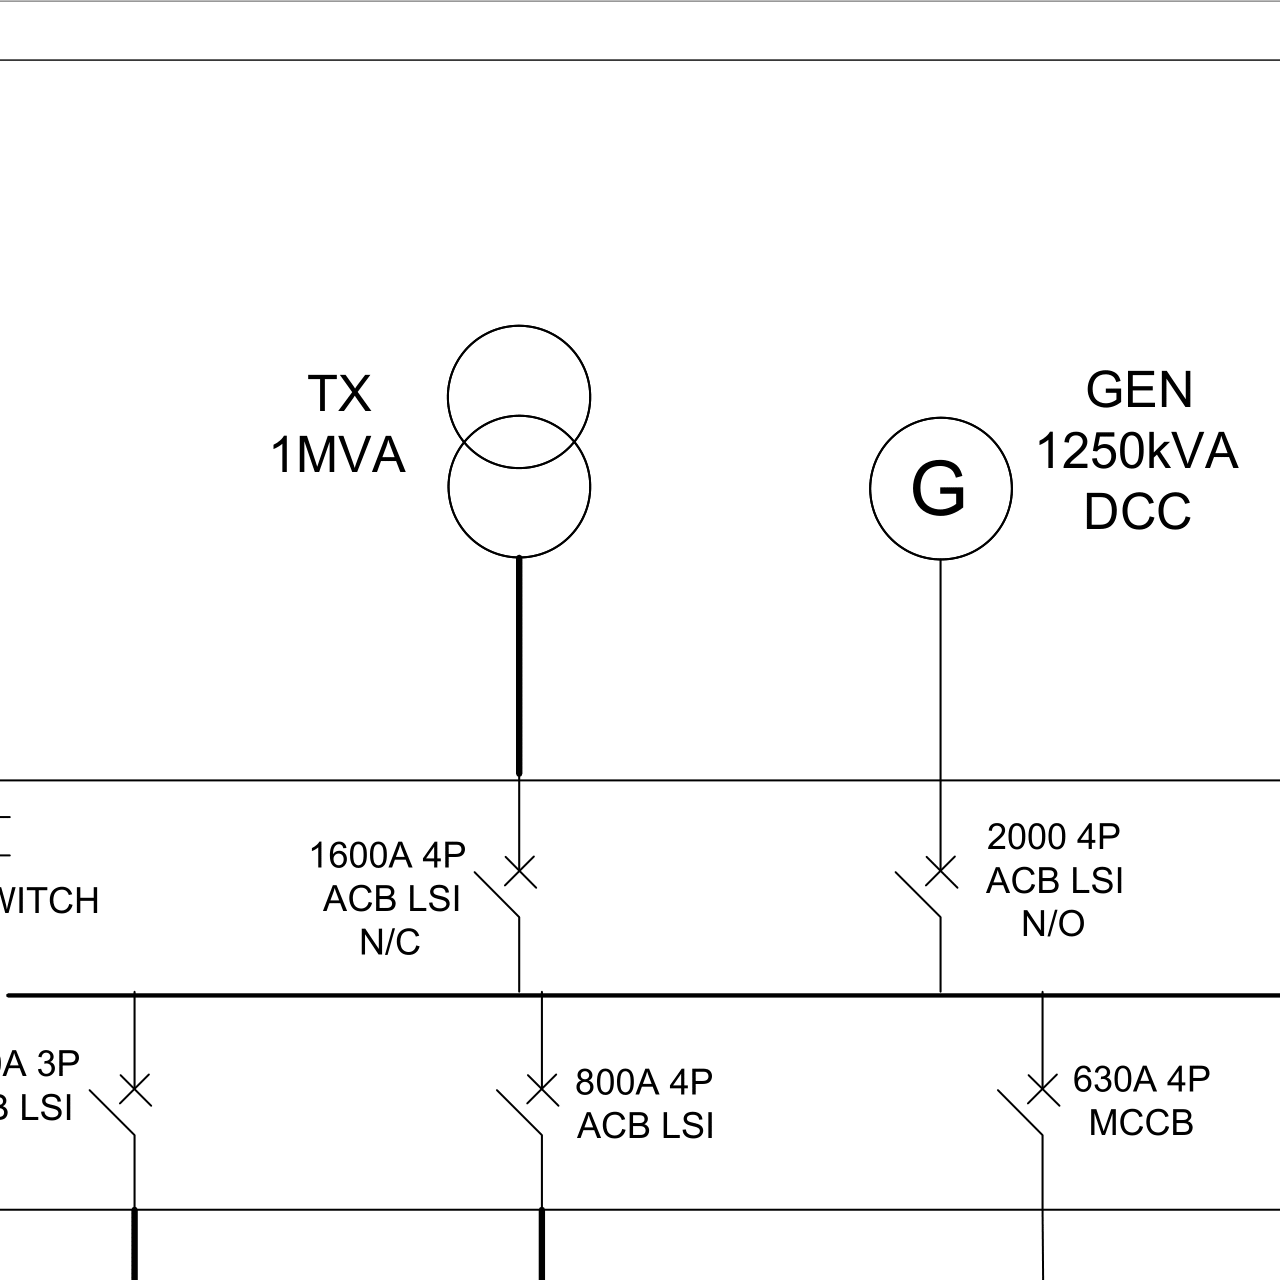 TX
1MVA
GEN
1250kVA
DCC
G
1600A 4P
ACB LSI
N/C
2000 4P
ACB LSI
N/O
3P
LSI
800A 4P
ACB LSI
630A 4P
MCCB